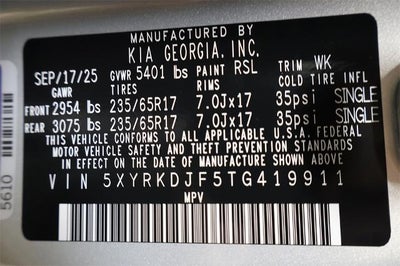 MANUFACTURED BY
KIA GEORGIA, INC.
SEP/17/25 GVWR 5401 lbs PAINT RSL TRIM WK
GAWR TIRES RIMS COLD TIRE INFL
FRONT 2954 lbs 235/65R17 7.0Jx17 35psi SINGLE
REAR 3075 lbs 235/65R17 7.0Jx17 35psi SINGLE
THIS VEHICLE CONFORMS TO ALL APPLICABLE U.S.A. FEDERAL
MOTOR VEHICLE SAFETY AND THEFT PREVENTION STANDARDS
IN EFFECT ON THE DATE OF MANUFACTURE SHOWN ABOVE.
VIN 5XYRKDJF5TG419911
MPV
5610